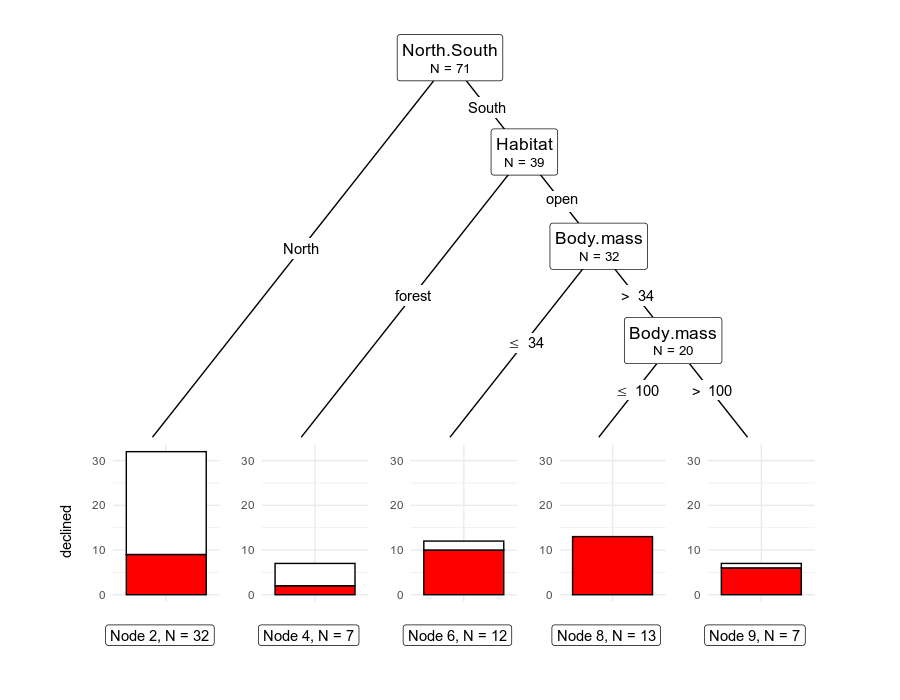 North.South
N = 71
South
Habitat
N = 39
open
Body.mass
N = 32
North
forest
> 34
Body.mass
N = 20
≤ 34
≤ 100
> 100
declined
30
20
10
0
30
20
10
0
30
20
10
0
30
20
10
0
30
20
10
0
Node 2, N = 32
Node 4, N = 7
Node 6, N = 12
Node 8, N = 13
Node 9, N = 7